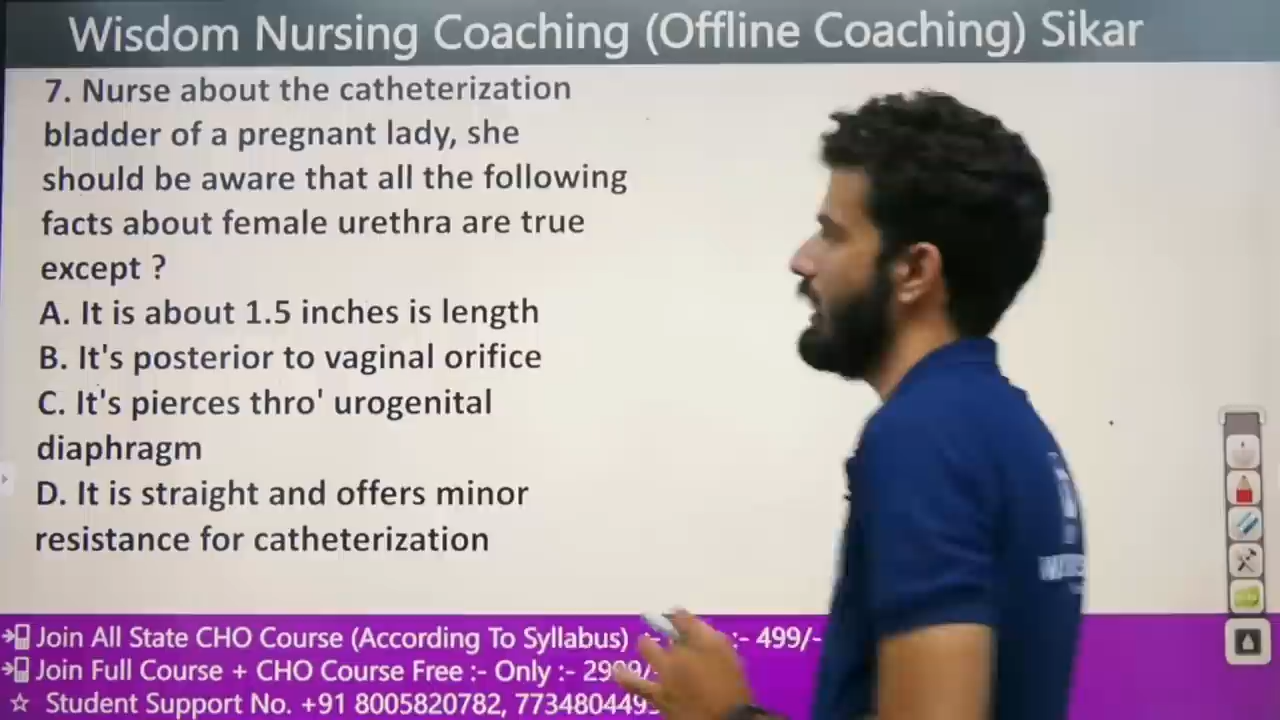 Wisdom Nursing Coaching (Offline Coaching) Sikar
7. Nurse about the catheterization
bladder of a pregnant lady, she
should be aware that all the following
facts about female urethra are true
except ?
A. It is about 1.5 inches is length
B. It's posterior to vaginal orifice
C. It's pierces thro' urogenital
diaphragm
D. It is straight and offers minor
resistance for catheterization
Join All State CHO Course (According To Syllabus) :- 499/-
Join Full Course + CHO Course Free :- Only :- 2999/-
☆ Student Support No. +91 8005820782,